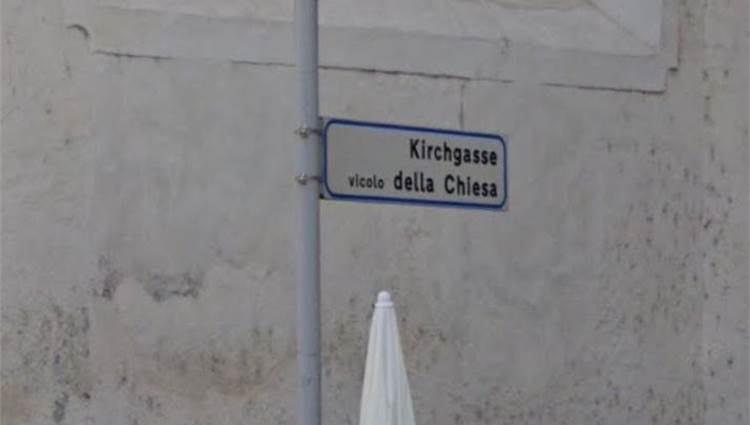 Kirchgasse
vicolo della Chiesa